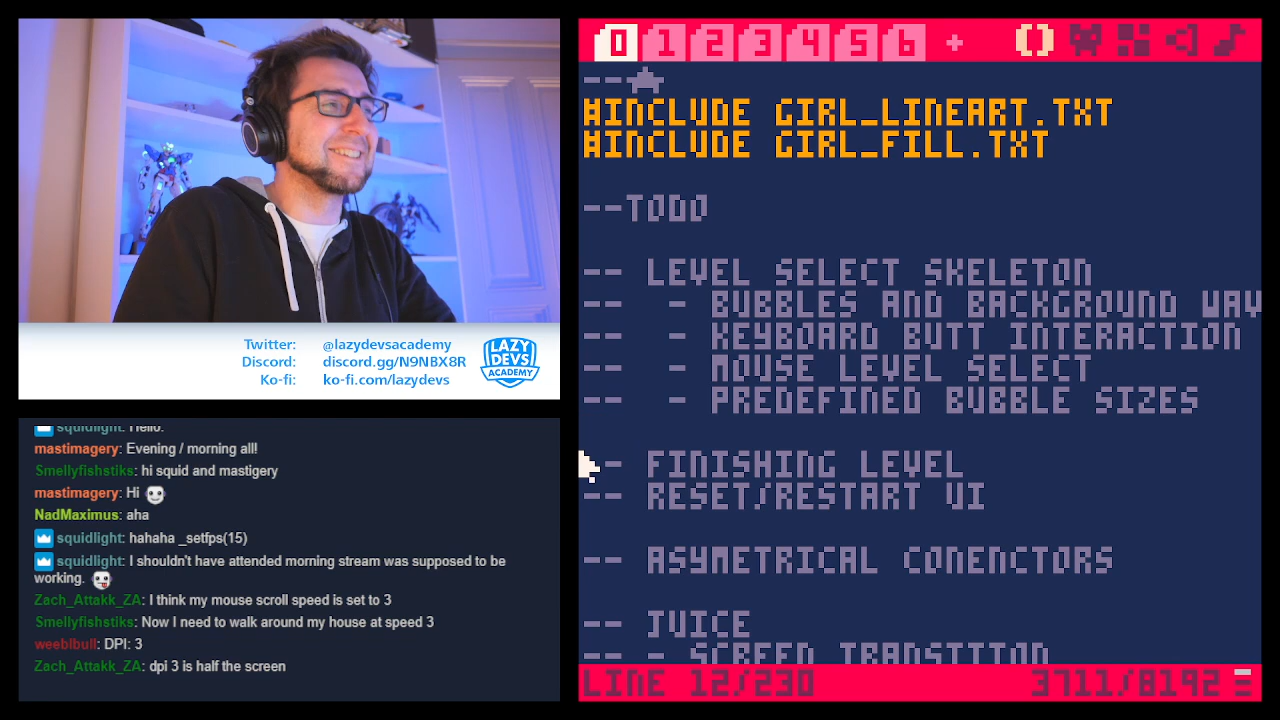 Twitter: @lazydevsacademy
Discord: discord.gg/N9NBX8R
Ko-fi: ko-fi.com/lazydevs
LAZY
DEVS
ACADEMY
squidlight: Hello.
mastimagery: Evening / morning all!
Smellyfishstiks: hi squid and mastigery
mastimagery: Hi
NadMaximus: aha
squidlight: hahaha _setfps(15)
squidlight: I shouldn't have attended morning stream was supposed to be
working.
Zach_Attakk_ZA: I think my mouse scroll speed is set to 3
Smellyfishstiks: Now I need to walk around my house at speed 3
weeblbull: DPI: 3
Zach_Attakk_ZA: dpi 3 is half the screen
0 1 2 3 4 5 6 +
--
#INCLUDE GIRL_LINEART.TXT
#INCLUDE GIRL_FILL.TXT
--TODO
-- LEVEL SELECT SKELETON
-- - BUBBLES AND BACKGROUND WAV
-- - KEYBOARD BUTT INTERACTION
-- - MOUSE LEVEL SELECT
-- - PREDEFINED BUBBLE SIZES
-- FINISHING LEVEL
-- RESET/RESTART UI
-- ASYMETRICAL CONENCTORS
-- JUICE
-- - SCREEN TRANSITION
LINE 12/230 3711/8192